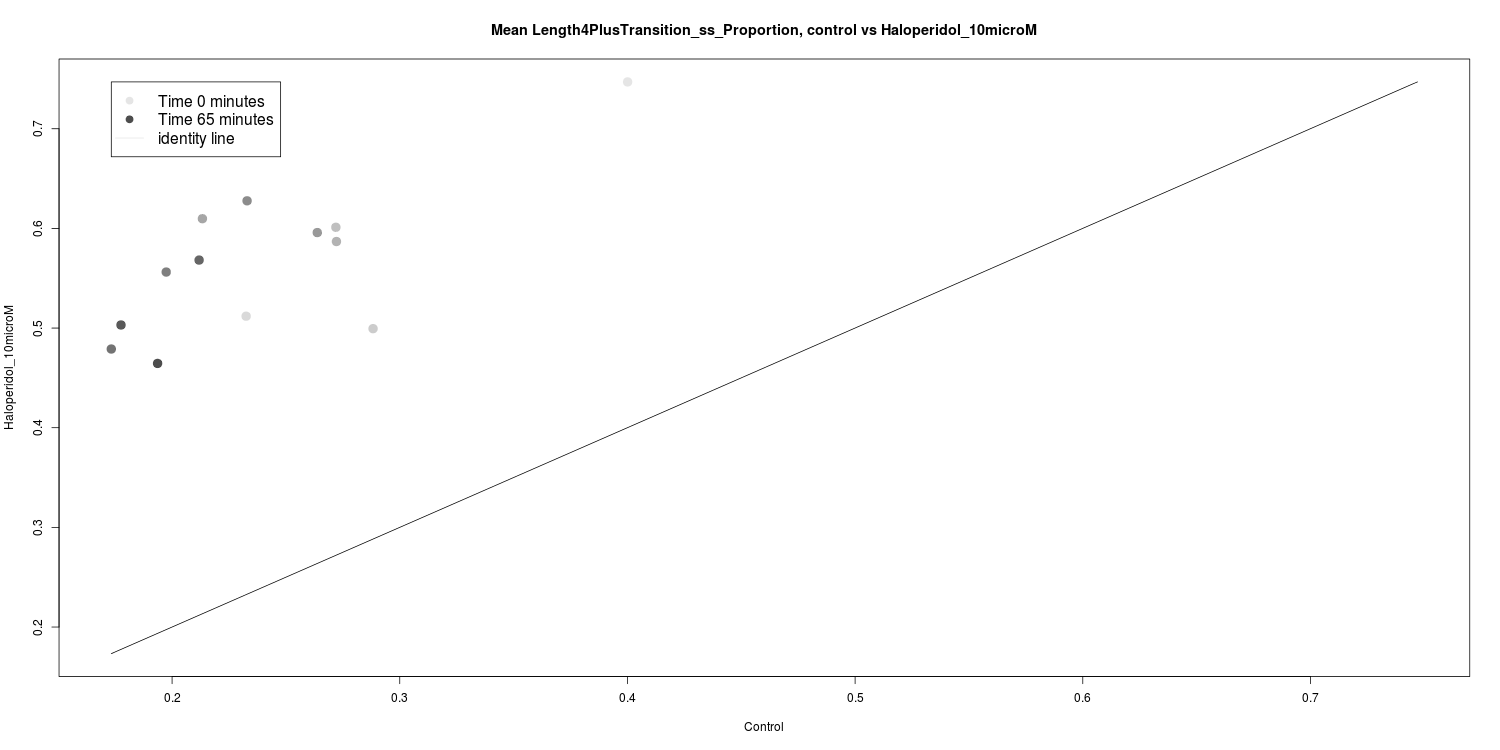 Mean Length4PlusTransition_ss_Proportion, control vs Haloperidol_10microM
Time 0 minutes
Time 65 minutes
identity line
Haloperidol_10microM
0.7
0.6
0.5
0.4
0.3
0.2
0.2 0.3 0.4 0.5 0.6 0.7
Control